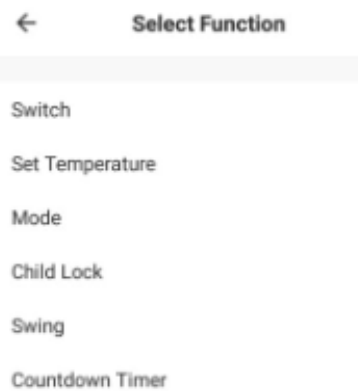 Select Function
Switch
Set Temperature
Mode
Child Lock
Swing
Countdown Timer